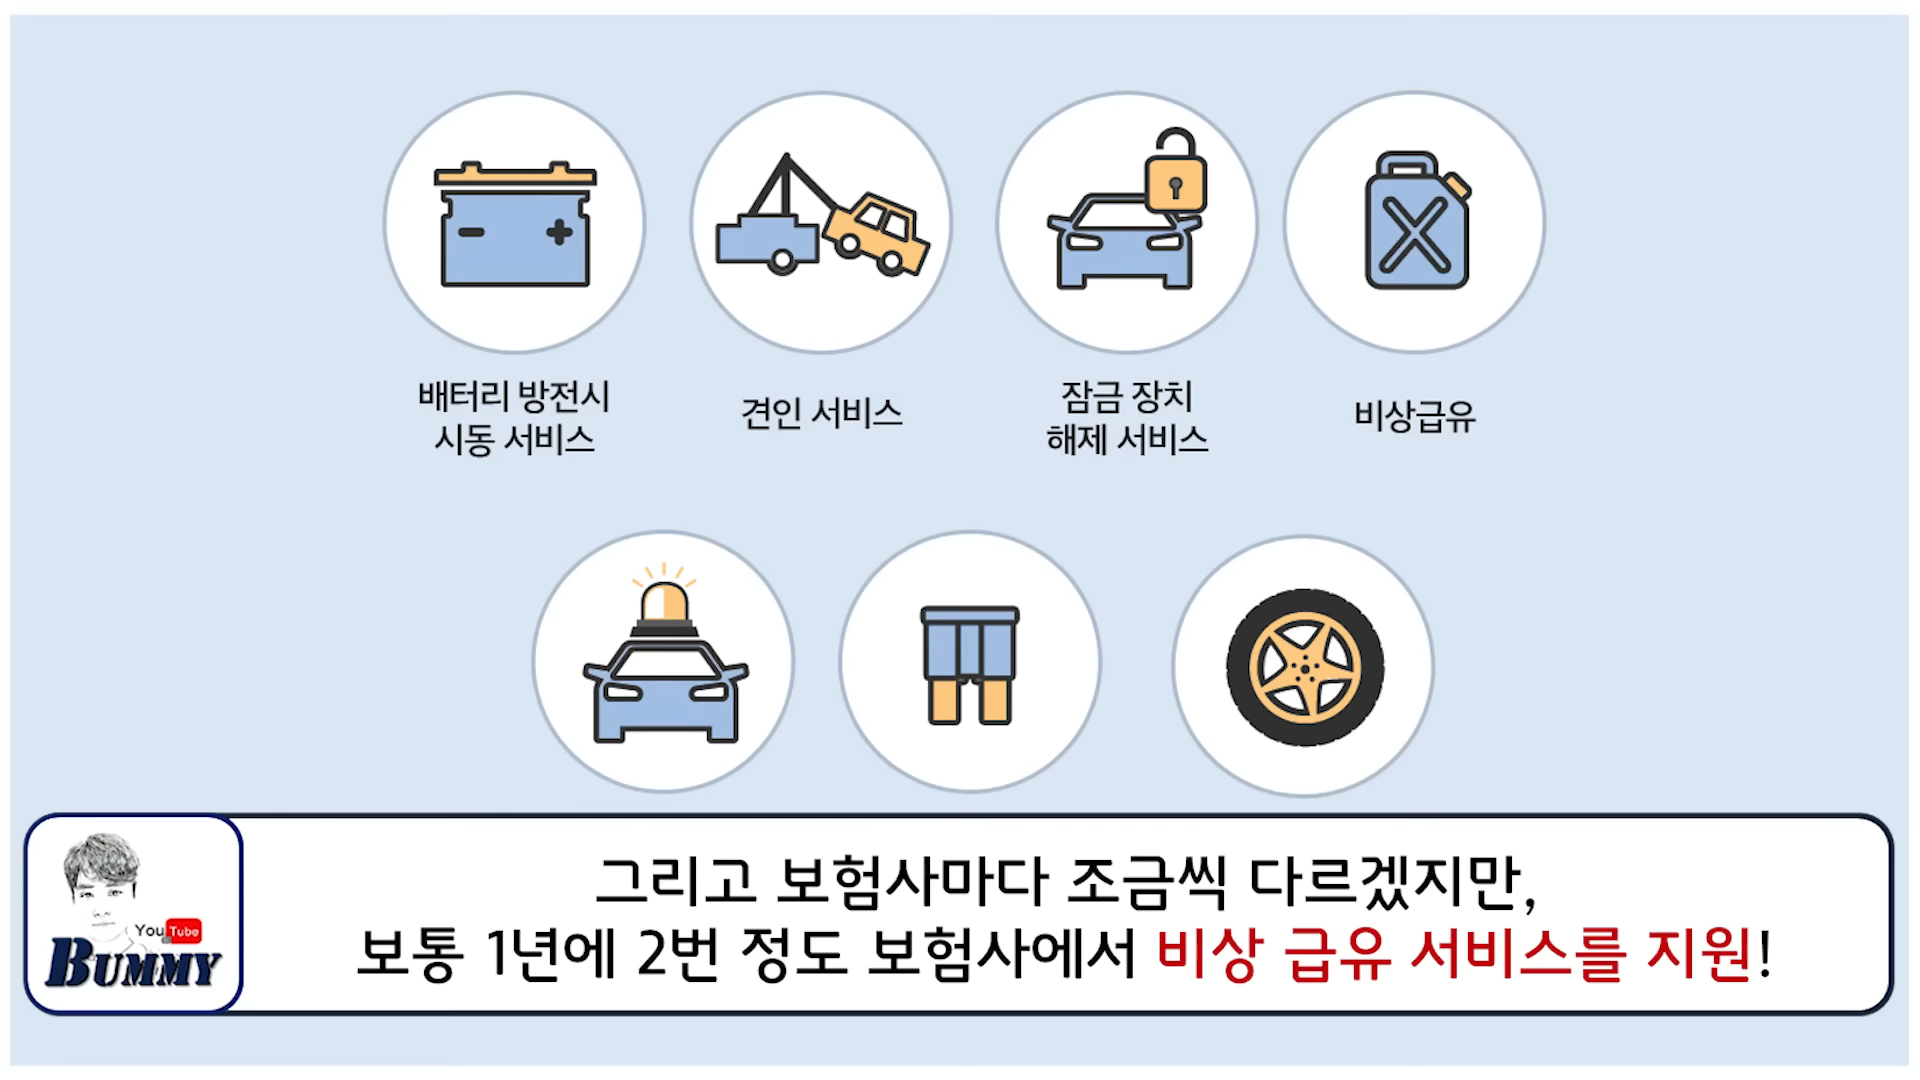 배터리 방전시
시동 서비스
견인 서비스
잠금 장치
해제 서비스
비상급유
그리고 보험사마다 조금씩 다르겠지만,
보통 1년에 2번 정도 보험사에서 비상 급유 서비스를 지원!
YouTube
BUMMY